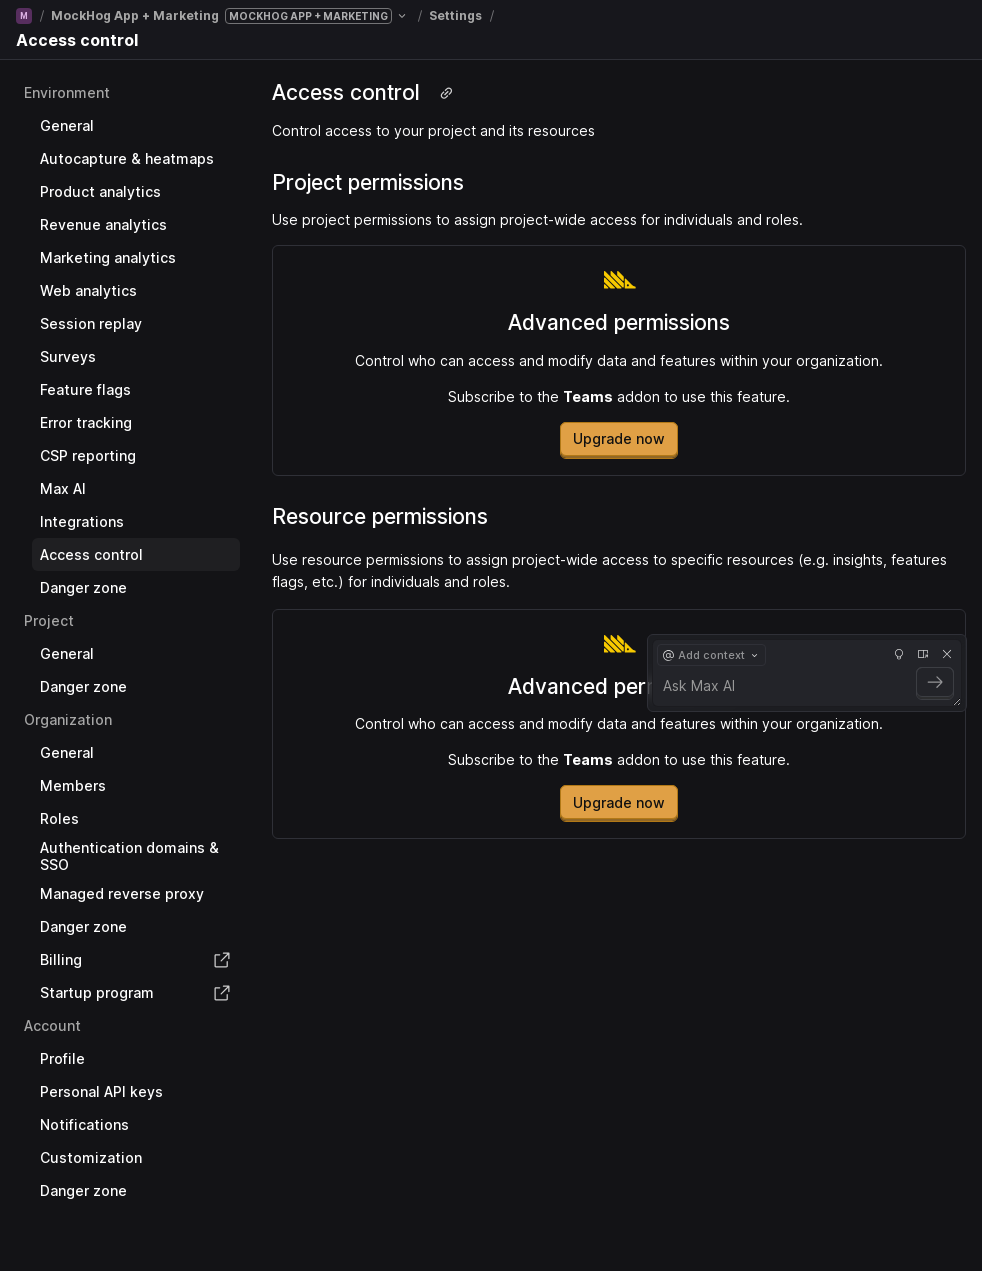 M / MockHog App + Marketing MOCKHOG APP + MARKETING / Settings /
Access control
Environment
General
Autocapture & heatmaps
Product analytics
Revenue analytics
Marketing analytics
Web analytics
Session replay
Surveys
Feature flags
Error tracking
CSP reporting
Max AI
Integrations
Access control
Danger zone
Project
General
Danger zone
Organization
General
Members
Roles
Authentication domains &
SSO
Managed reverse proxy
Danger zone
Billing
Startup program
Account
Profile
Personal API keys
Notifications
Customization
Danger zone
Access control
Control access to your project and its resources
Project permissions
Use project permissions to assign project-wide access for individuals and roles.
Advanced permissions
Control who can access and modify data and features within your organization.
Subscribe to the Teams addon to use this feature.
Upgrade now
Resource permissions
Use resource permissions to assign project-wide access to specific resources (e.g. insights, features
flags, etc.) for individuals and roles.
Advanced per
@ Add context
Ask Max AI
Control who can access and modify data and features within your organization.
Subscribe to the Teams addon to use this feature.
Upgrade now